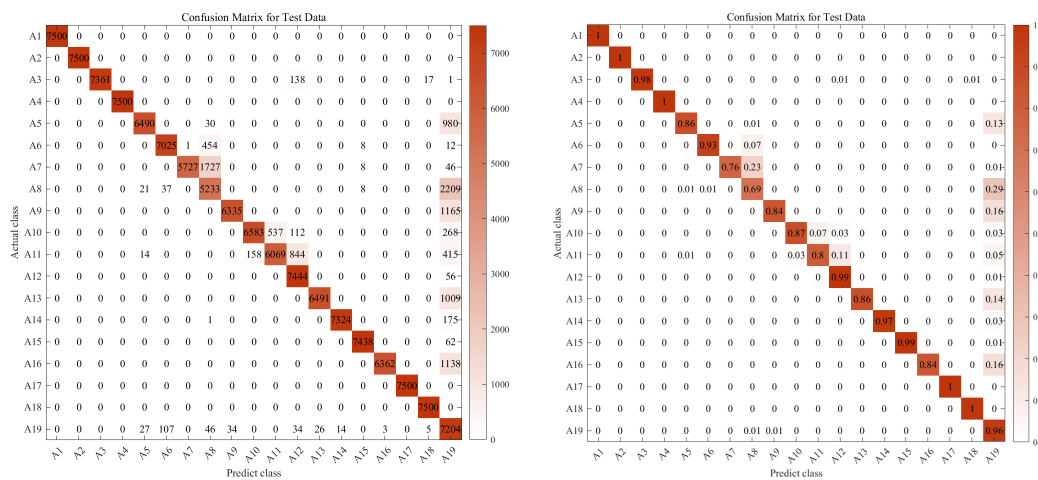 Confusion Matrix for Test Data
A1 7500 0 0 0 0 0 0 0 0 0 0 0 0 0 0 0 0 0 0
A2 0 7500 0 0 0 0 0 0 0 0 0 0 0 0 0 0 0 0 0
A3 0 0 7361 0 0 0 0 0 0 0 0 138 0 0 0 0 0 17 1
A4 0 0 0 7500 0 0 0 0 0 0 0 0 0 0 0 0 0 0 0
A5 0 0 0 0 6490 0 0 30 0 0 0 0 0 0 0 0 0 0 980
A6 0 0 0 0 0 7025 1 454 0 0 0 0 0 0 8 0 0 0 12
A7 0 0 0 0 0 0 5727 1727 0 0 0 0 0 0 8 0 0 0 46
A8 0 0 0 0 21 37 0 5233 0 0 0 0 0 0 8 0 0 0 2209
A9 0 0 0 0 0 0 0 0 6335 0 0 0 0 0 0 0 0 0 1165
A10 0 0 0 0 0 0 0 0 0 6583 537 112 0 0 0 0 0 0 268
A11 0 0 0 0 14 0 0 0 0 158 6069 844 0 0 0 0 0 0 415
A12 0 0 0 0 0 0 0 0 0 0 0 7444 0 0 0 0 0 0 56
A13 0 0 0 0 0 0 0 0 0 0 0 0 6491 0 0 0 0 0 1009
A14 0 0 0 0 0 0 0 1 0 0 0 0 0 7324 0 0 0 0 175
A15 0 0 0 0 0 0 0 0 0 0 0 0 0 0 7438 0 0 0 62
A16 0 0 0 0 0 0 0 0 0 0 0 0 0 0 0 6362 0 0 1138
A17 0 0 0 0 0 0 0 0 0 0 0 0 0 0 0 0 7500 0 0
A18 0 0 0 0 0 0 0 0 0 0 0 0 0 0 0 0 0 7500 0
A19 0 0 0 0 27 107 0 46 34 0 0 34 26 14 0 3 0 5 7204
A1 A2 A3 A4 A5 A6 A7 A8 A9 A10 A11 A12 A13 A14 A15 A16 A17 A18 A19
Predict class
Actual class
7000
6000
5000
4000
3000
2000
1000
0
Confusion Matrix for Test Data
A1 1 0 0 0 0 0 0 0 0 0 0 0 0 0 0 0 0 0 0
A2 0 1 0 0 0 0 0 0 0 0 0 0 0 0 0 0 0 0 0
A3 0 0 0.98 0 0 0 0 0 0 0 0 0.01 0 0 0 0 0 0.01 0
A4 0 0 0 1 0 0 0 0 0 0 0 0 0 0 0 0 0 0 0
A5 0 0 0 0 0.86 0 0 0.01 0 0 0 0 0 0 0 0 0 0 0.13
A6 0 0 0 0 0 0.93 0 0.07 0 0 0 0 0 0 0 0 0 0 0
A7 0 0 0 0 0 0 0.76 0.23 0 0 0 0 0 0 0 0 0 0 0.01
A8 0 0 0 0 0.01 0.01 0 0.69 0 0 0 0 0 0 0 0 0 0 0.29
A9 0 0 0 0 0 0 0 0 0.84 0 0 0 0 0 0 0 0 0 0.16
A10 0 0 0 0 0 0 0 0 0 0.87 0.07 0.03 0 0 0 0 0 0 0.03
A11 0 0 0 0 0.01 0 0 0 0 0.03 0.8 0.11 0 0 0 0 0 0 0.05
A12 0 0 0 0 0 0 0 0 0 0 0 0.99 0 0 0 0 0 0 0.01
A13 0 0 0 0 0 0 0 0 0 0 0 0 0.86 0 0 0 0 0 0.14
A14 0 0 0 0 0 0 0 0 0 0 0 0 0 0.97 0 0 0 0 0.03
A15 0 0 0 0 0 0 0 0 0 0 0 0 0 0 0.99 0 0 0 0.01
A16 0 0 0 0 0 0 0 0 0 0 0 0 0 0 0 0.84 0 0 0.16
A17 0 0 0 0 0 0 0 0 0 0 0 0 0 0 0 0 1 0 0
A18 0 0 0 0 0 0 0 0 0 0 0 0 0 0 0 0 0 1 0
A19 0 0 0 0 0 0 0 0.01 0.01 0 0 0 0 0 0 0 0 0 0.96
A1 A2 A3 A4 A5 A6 A7 A8 A9 A10 A11 A12 A13 A14 A15 A16 A17 A18 A19
Predict class
Actual class
1